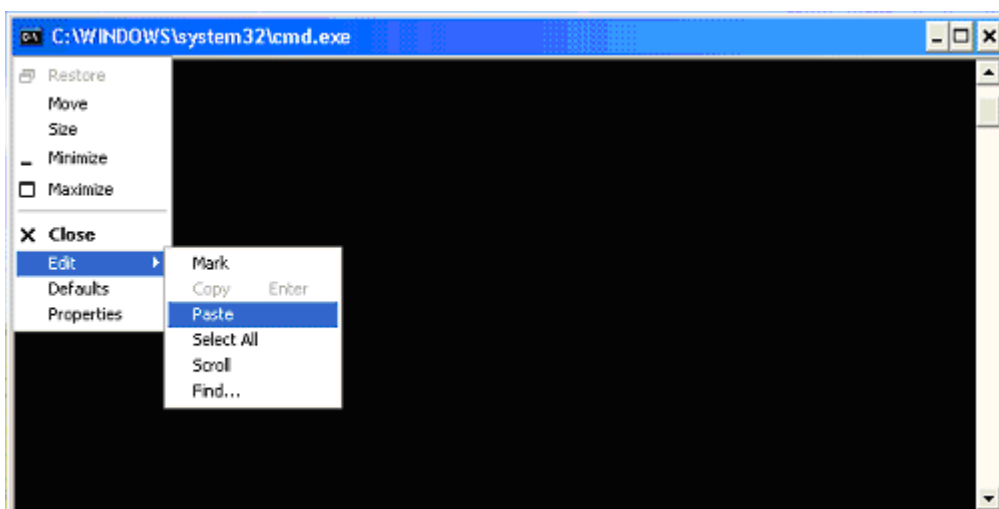 C:\WINDOWS\system32\cmd.exe
Restore
Move
Size
Minimize
Maximize
Close
Edit
Defaults
Properties
Mark
Copy Enter
Paste
Select All
Scroll
Find...